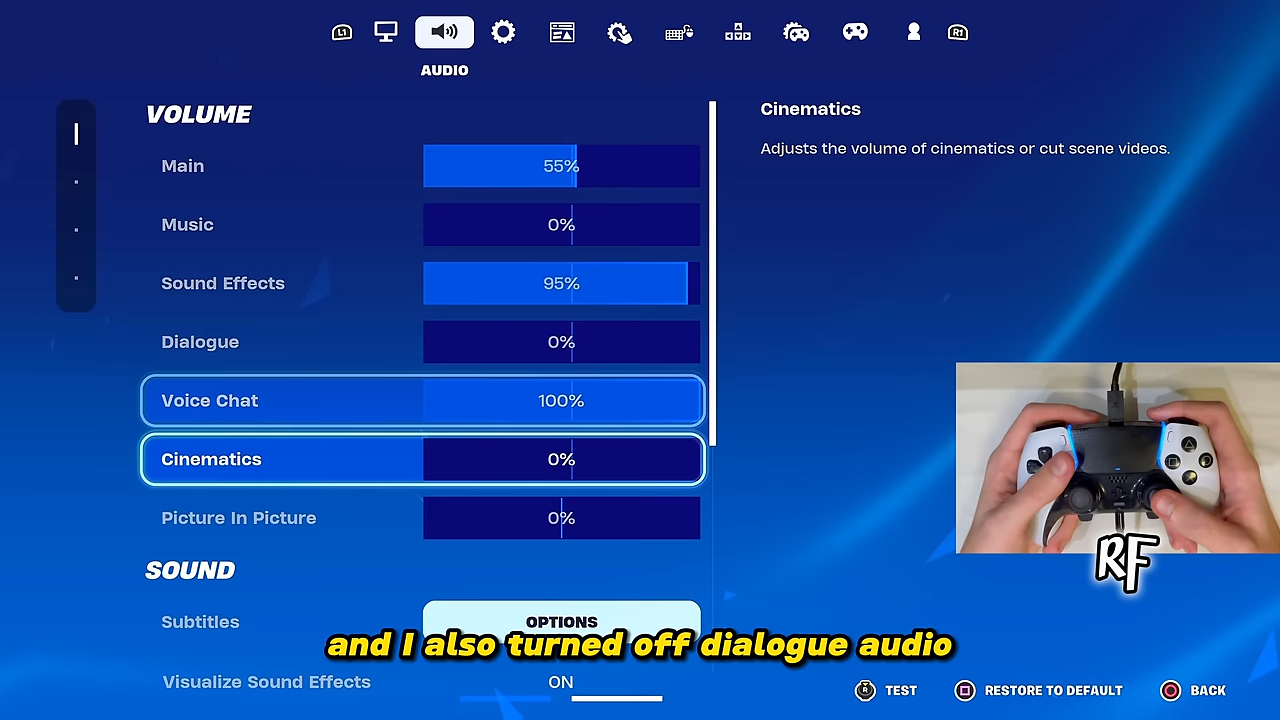 L1
R1
AUDIO
VOLUME
Main 55%
Music 0%
Sound Effects 95%
Dialogue 0%
Voice Chat 100%
Cinematics 0%
Picture In Picture 0%
SOUND
Subtitles OPTIONS
Visualize Sound Effects ON
Cinematics
Adjusts the volume of cinematics or cut scene videos.
RF
and I also turned off dialogue audio
R TEST
RESTORE TO DEFAULT
BACK